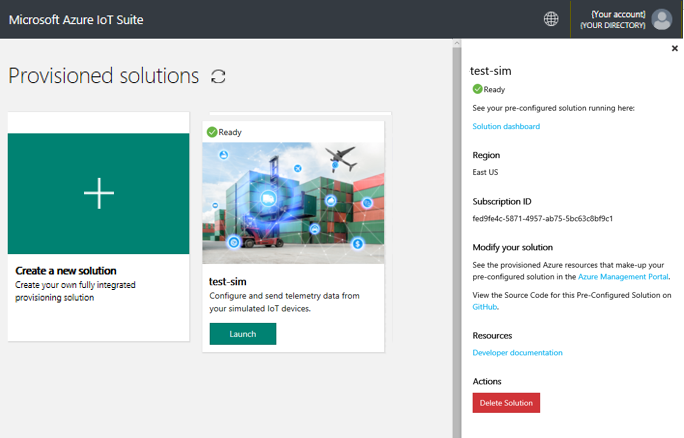 Microsoft Azure IoT Suite
[Your account]
(YOUR DIRECTORY)
Provisioned solutions
Create a new solution
Create your own fully integrated
provisioning solution
Ready
test-sim
Configure and send telemetry data from
your simulated IoT devices.
Launch
test-sim
Ready
See your pre-configured solution running here:
Solution dashboard
Region
East US
Subscription ID
fed9fe4c-5871-4957-ab75-5bc63c8bf9c1
Modify your solution
See the provisioned Azure resources that make-up your
pre-configured solution in the Azure Management Portal.
View the Source Code for this Pre-Configured Solution on
GitHub.
Resources
Developer documentation
Actions
Delete Solution